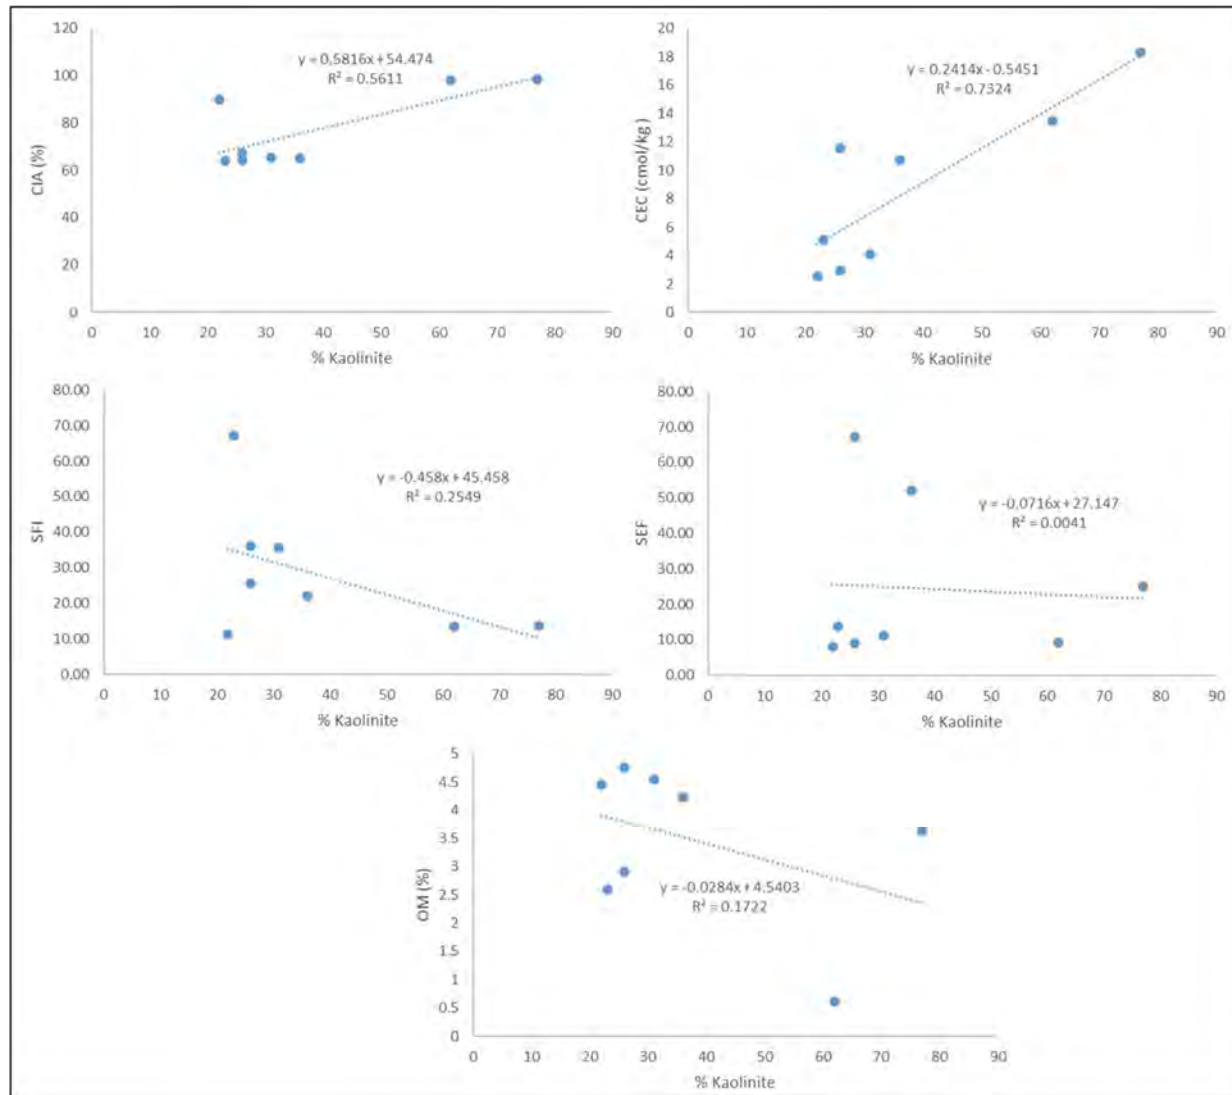 120
100
80
60
40
20
0
CIA (%)
y = 0.5816x + 54.474
R² = 0.5611
0 10 20 30 40 50 60 70 80 90
% Kaolinite
20
18
16
14
12
10
8
6
4
2
0
CEC (cmol/kg)
y = 0.2414x - 0.5451
R² = 0.7324
0 10 20 30 40 50 60 70 80 90
% Kaolinite
80.00
70.00
60.00
50.00
40.00
30.00
20.00
10.00
0.00
SFI
y = -0.458x + 45.458
R² = 0.2549
0 10 20 30 40 50 60 70 80 90
% Kaolinite
80.00
70.00
60.00
50.00
40.00
30.00
20.00
10.00
0.00
SEF
y = -0.0716x + 27.147
R² = 0.0041
0 10 20 30 40 50 60 70 80 90
% Kaolinite
5
4.5
4
3.5
3
2.5
2
1.5
1
0.5
0
OM (%)
y = -0.0284x + 4.5403
R² = 0.1722
0 10 20 30 40 50 60 70 80 90
% Kaolinite